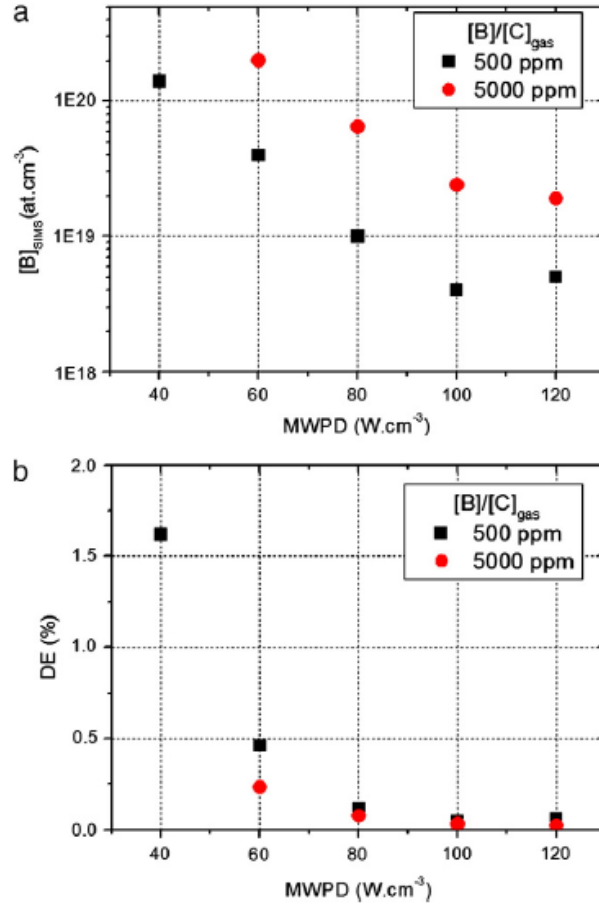 a
[B]/[C]gas
500 ppm
5000 ppm
1E20
1E19
1E18
[B]SIMS(at.cm-3)
40 60 80 100 120
MWPD (W.cm-3)
b
[B]/[C]gas
500 ppm
5000 ppm
2.0
1.5
1.0
0.5
0.0
DE (%)
40 60 80 100 120
MWPD (W.cm-3)